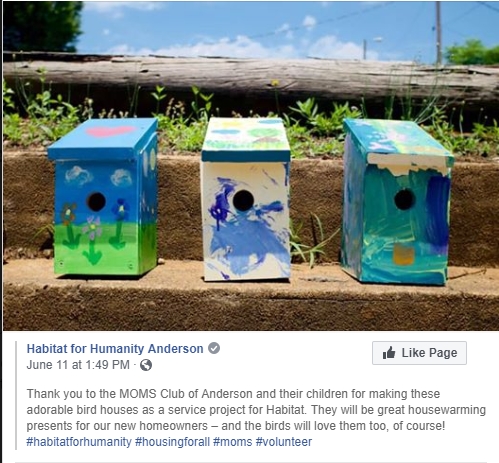 Habitat for Humanity Anderson
Like Page
June 11 at 1:49 PM ·
Thank you to the MOMS Club of Anderson and their children for making these
adorable bird houses as a service project for Habitat. They will be great housewarming
presents for our new homeowners – and the birds will love them too, of course!
#habitatforhumanity #housingforall #moms #volunteer